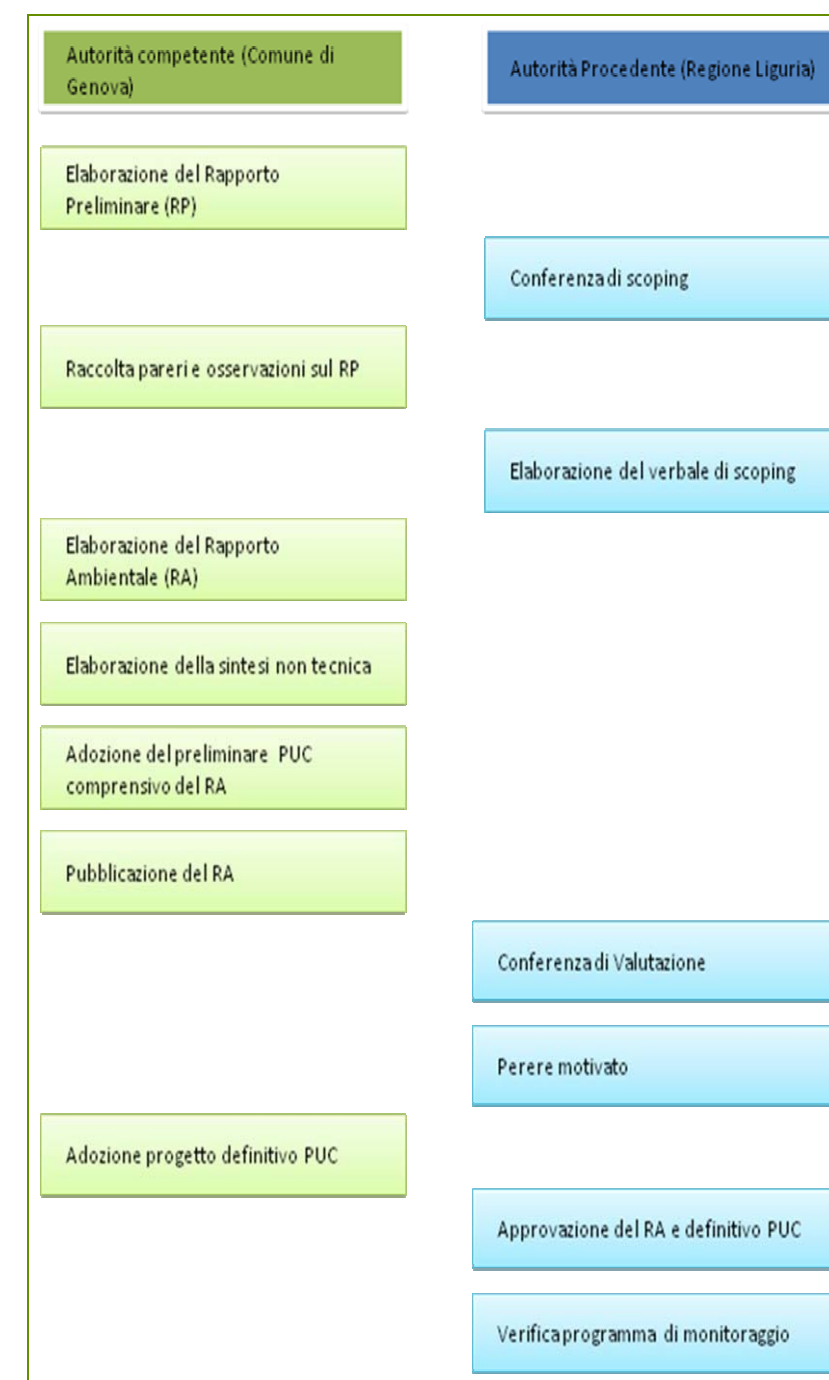 Autorità competente (Comune di
Genova)
Autorità Procedente (Regione Liguria)
Elaborazione del Rapporto
Preliminare (RP)
Conferenza di scoping
Raccolta pareri e osservazioni sul RP
Elaborazione del verbale di scoping
Elaborazione del Rapporto
Ambientale (RA)
Elaborazione della sintesi non tecnica
Adozione del preliminare PUC
comprensivo del RA
Pubblicazione del RA
Conferenza di Valutazione
Perere motivato
Adozione progetto definitivo PUC
Approvazione del RA e definitivo PUC
Verifica programma di monitoraggio